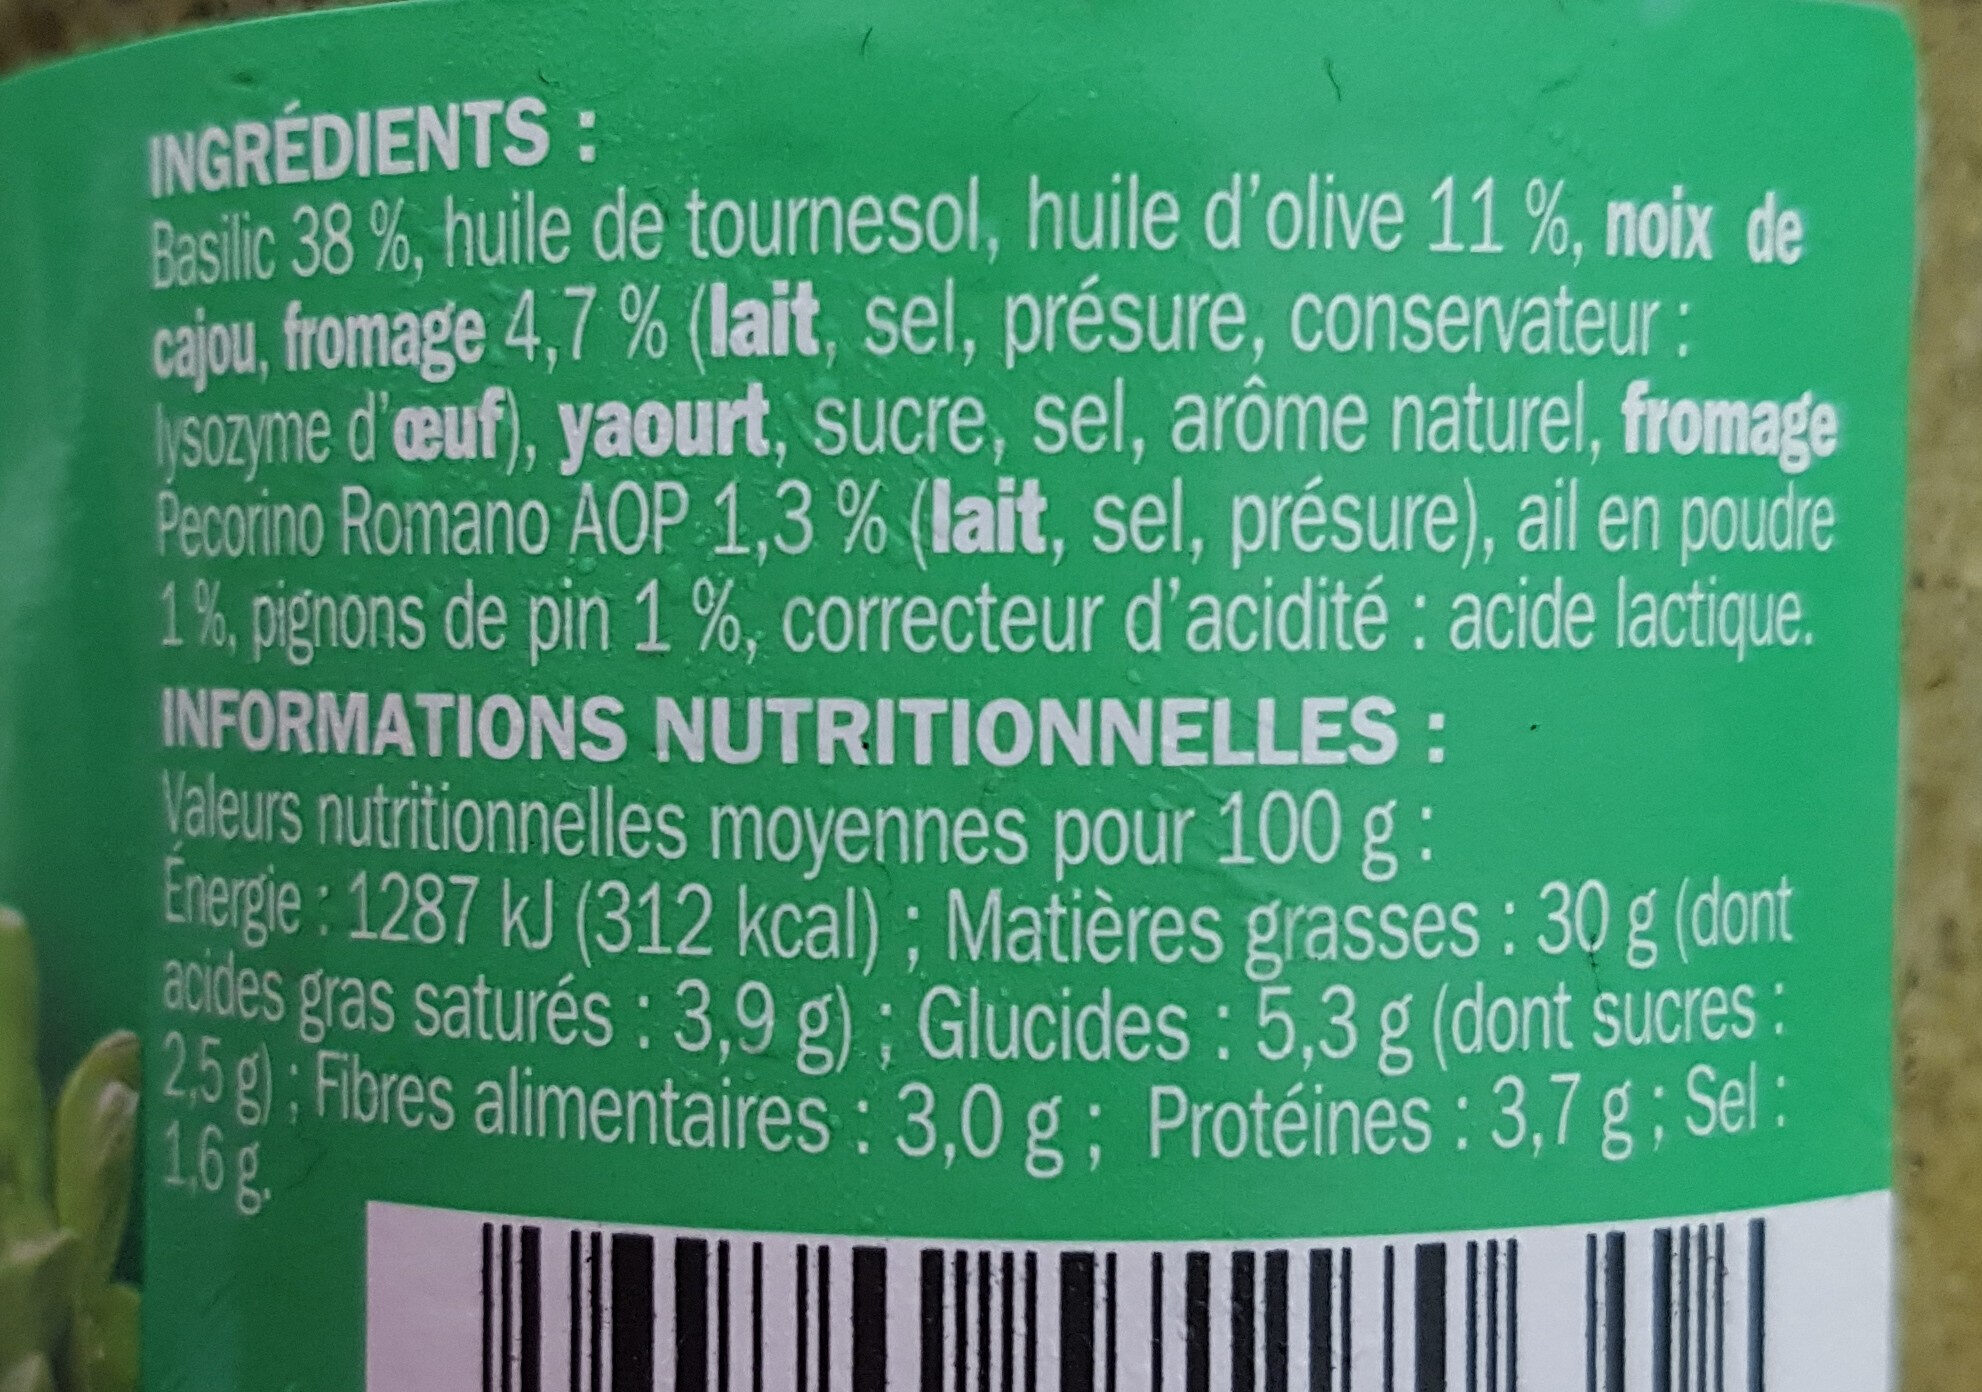 INGRÉDIENTS :
Basilic 38 %, huile de tournesol, huile d'olive 11 %, noix de
cajou, fromage 4,7 % (lait, sel, présure, conservateur :
lysozyme d'œuf), yaourt, sucre, sel, arôme naturel, fromage
Pecorino Romano AOP 1,3 % (lait, sel, présure), ail en poudre
1 %, pignons de pin 1 %, correcteur d'acidité : acide lactique.
INFORMATIONS NUTRITIONNELLES :
Valeurs nutritionnelles moyennes pour 100 g :
Énergie : 1287 kJ (312 kcal) ; Matières grasses : 30 g (dont
acides gras saturés : 3,9 g) ; Glucides : 5,3 g (dont sucres :
2,5 g) ; Fibres alimentaires : 3,0 g ; Protéines : 3,7 g ; Sel :
1,6 g.